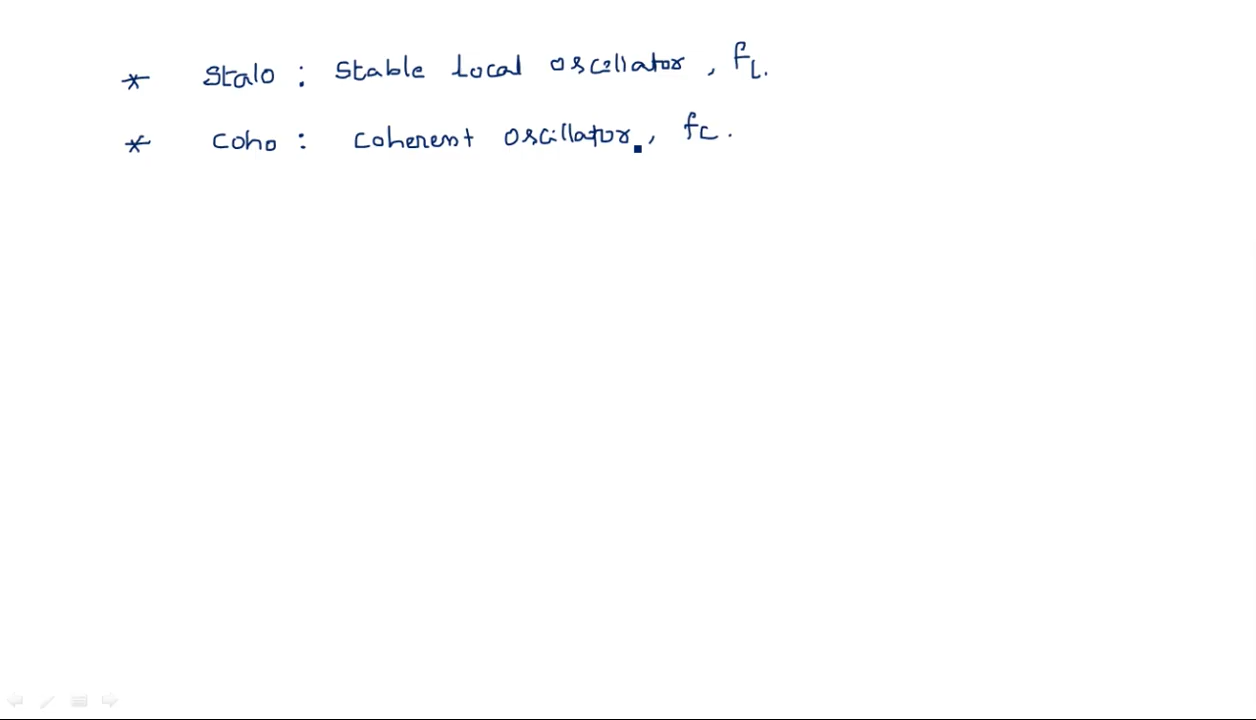 * Stalo : Stable Local oscillator , fL.
* Coho : Coherent oscillator , fc.